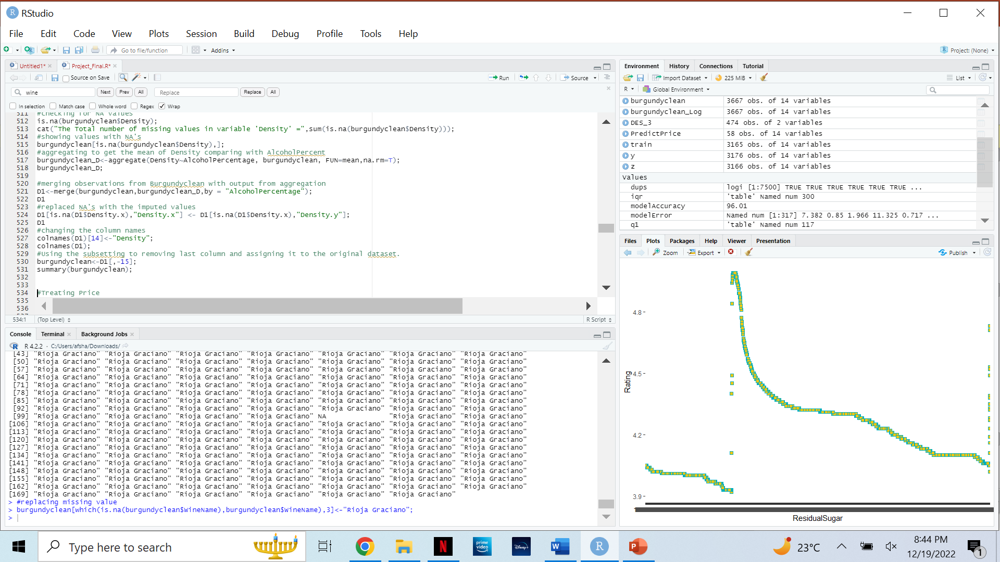 RStudio
File Edit Code View Plots Session Build Debug Profile Tools Help
Go to file/function Addins Project: (None)
Untitled1* Project_Final.R*
Source on Save Run Source
wine Next Prev All Replace Replace All
In selection Match case Whole word Regex Wrap
511 #checking for NA values
512 is.na(burgundyclean$Density);
513 cat("The Total number of missing values in variable 'Density' =",sum(is.na(burgundyclean$Density)));
514 #showing values with NA's
515 burgundyclean[is.na(burgundyclean$Density),];
516 #aggregating to get the mean of Density comparing with AlcoholPercent
517 burgundyclean_D<-aggregate(Density~AlcoholPercentage, burgundyclean, FUN=mean,na.rm=T);
518 burgundyclean_D;
519
520 #merging observations from Burgundyclean with output from aggregation
521 D1<-merge(burgundyclean,burgundyclean_D,by = "AlcoholPercentage");
522 D1
523 #replaced NA's with the imputed values
524 D1[is.na(D1$Density.x),"Density.x"] <- D1[is.na(D1$Density.x),"Density.y"];
525 D1
526 #changing the column names
527 colnames(D1)[14]<-"Density";
528 colnames(D1);
529 #Using the subsetting to removing last column and assigning it to the original dataset.
530 burgundyclean<-D1[,-15];
531 summary(burgundyclean);
532
533
534 #Treating Price
535
536
534:1 (Top Level) R Script
Console Terminal Background Jobs
R 4.2.2 · C:/Users/afsha/Downloads/
[43] "Rioja Graciano" "Rioja Graciano" "Rioja Graciano" "Rioja Graciano" "Rioja Graciano" "Rioja Graciano" "Rioja Graciano"
[50] "Rioja Graciano" "Rioja Graciano" "Rioja Graciano" "Rioja Graciano" "Rioja Graciano" "Rioja Graciano" "Rioja Graciano"
[57] "Rioja Graciano" "Rioja Graciano" "Rioja Graciano" "Rioja Graciano" "Rioja Graciano" "Rioja Graciano" "Rioja Graciano"
[64] "Rioja Graciano" "Rioja Graciano" "Rioja Graciano" "Rioja Graciano" "Rioja Graciano" "Rioja Graciano" "Rioja Graciano"
[71] "Rioja Graciano" "Rioja Graciano" "Rioja Graciano" "Rioja Graciano" "Rioja Graciano" "Rioja Graciano" "Rioja Graciano"
[78] "Rioja Graciano" "Rioja Graciano" "Rioja Graciano" "Rioja Graciano" "Rioja Graciano" "Rioja Graciano" "Rioja Graciano"
[85] "Rioja Graciano" "Rioja Graciano" "Rioja Graciano" "Rioja Graciano" "Rioja Graciano" "Rioja Graciano" "Rioja Graciano"
[92] "Rioja Graciano" "Rioja Graciano" "Rioja Graciano" "Rioja Graciano" "Rioja Graciano" "Rioja Graciano" "Rioja Graciano"
[99] "Rioja Graciano" "Rioja Graciano" "Rioja Graciano" "Rioja Graciano" NA "Rioja Graciano" "Rioja Graciano"
[106] "Rioja Graciano" "Rioja Graciano" "Rioja Graciano" "Rioja Graciano" "Rioja Graciano" "Rioja Graciano" "Rioja Graciano"
[113] "Rioja Graciano" "Rioja Graciano" "Rioja Graciano" "Rioja Graciano" "Rioja Graciano" "Rioja Graciano" "Rioja Graciano"
[120] "Rioja Graciano" "Rioja Graciano" "Rioja Graciano" "Rioja Graciano" "Rioja Graciano" "Rioja Graciano" "Rioja Graciano"
[127] "Rioja Graciano" "Rioja Graciano" "Rioja Graciano" "Rioja Graciano" "Rioja Graciano" "Rioja Graciano" "Rioja Graciano"
[134] "Rioja Graciano" "Rioja Graciano" "Rioja Graciano" "Rioja Graciano" "Rioja Graciano" "Rioja Graciano" "Rioja Graciano"
[141] "Rioja Graciano" "Rioja Graciano" "Rioja Graciano" "Rioja Graciano" "Rioja Graciano" "Rioja Graciano" "Rioja Graciano"
[148] "Rioja Graciano" "Rioja Graciano" "Rioja Graciano" "Rioja Graciano" "Rioja Graciano" "Rioja Graciano" "Rioja Graciano"
[155] "Rioja Graciano" "Rioja Graciano" "Rioja Graciano" "Rioja Graciano" "Rioja Graciano" "Rioja Graciano" "Rioja Graciano"
[162] "Rioja Graciano" "Rioja Graciano" "Rioja Graciano" "Rioja Graciano" "Rioja Graciano" "Rioja Graciano" "Rioja Graciano"
[169] "Rioja Graciano" "Rioja Graciano" "Rioja Graciano" "Rioja Graciano" "Rioja Graciano" "Rioja Graciano"
> #replacing missing value
> burgundyclean[which(is.na(burgundyclean$WineName),burgundyclean$WineName),3]<-"Rioja Graciano";
>
Environment History Connections Tutorial
Import Dataset 225 MiB List
R Global Environment
burgundyclean 3667 obs. of 14 variables
burgundyclean_Log 3667 obs. of 14 variables
DES_3 474 obs. of 2 variables
PredictPrice 58 obs. of 14 variables
train 3165 obs. of 14 variables
y 3176 obs. of 14 variables
z 3166 obs. of 14 variables
Values
dups logi [1:7500] TRUE TRUE TRUE TRUE TRUE TRUE ...
iqr 'table' Named num 300
modelAccuracy 96.01
modelError Named num [1:317] 7.382 0.85 1.966 11.325 0.717 ...
q1 'table' Named num 117
Files Plots Packages Help Viewer Presentation
Zoom Export Publish
4.8
4.5
4.2
3.9
Rating
ResidualSugar
Type here to search
N
prime video
Disney+
W
R
P
23°C
8:44 PM
12/19/2022
1